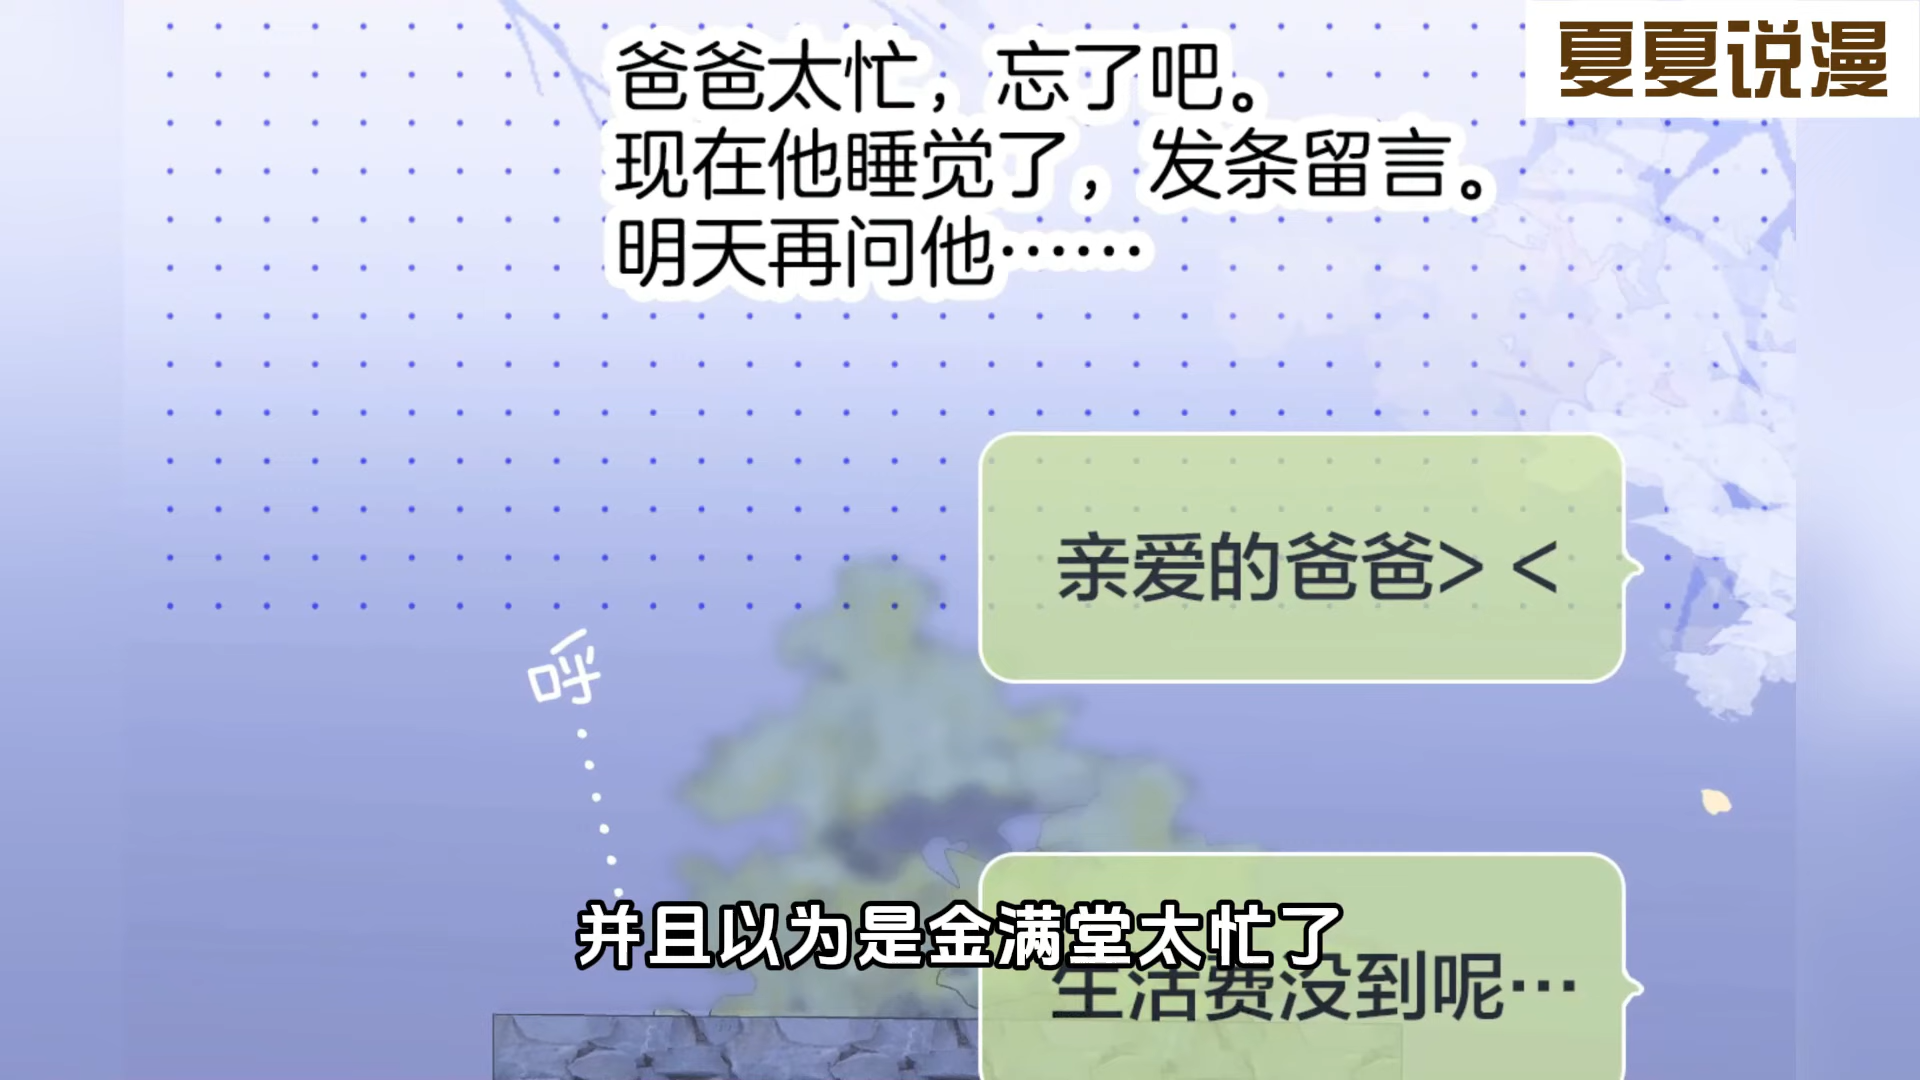 夏夏说漫
爸爸太忙，忘了吧。
现在他睡觉了，发条留言。
明天再问他……
亲爱的爸爸> <
呼
并且以为是金满堂太忙了
生活费没到呢…